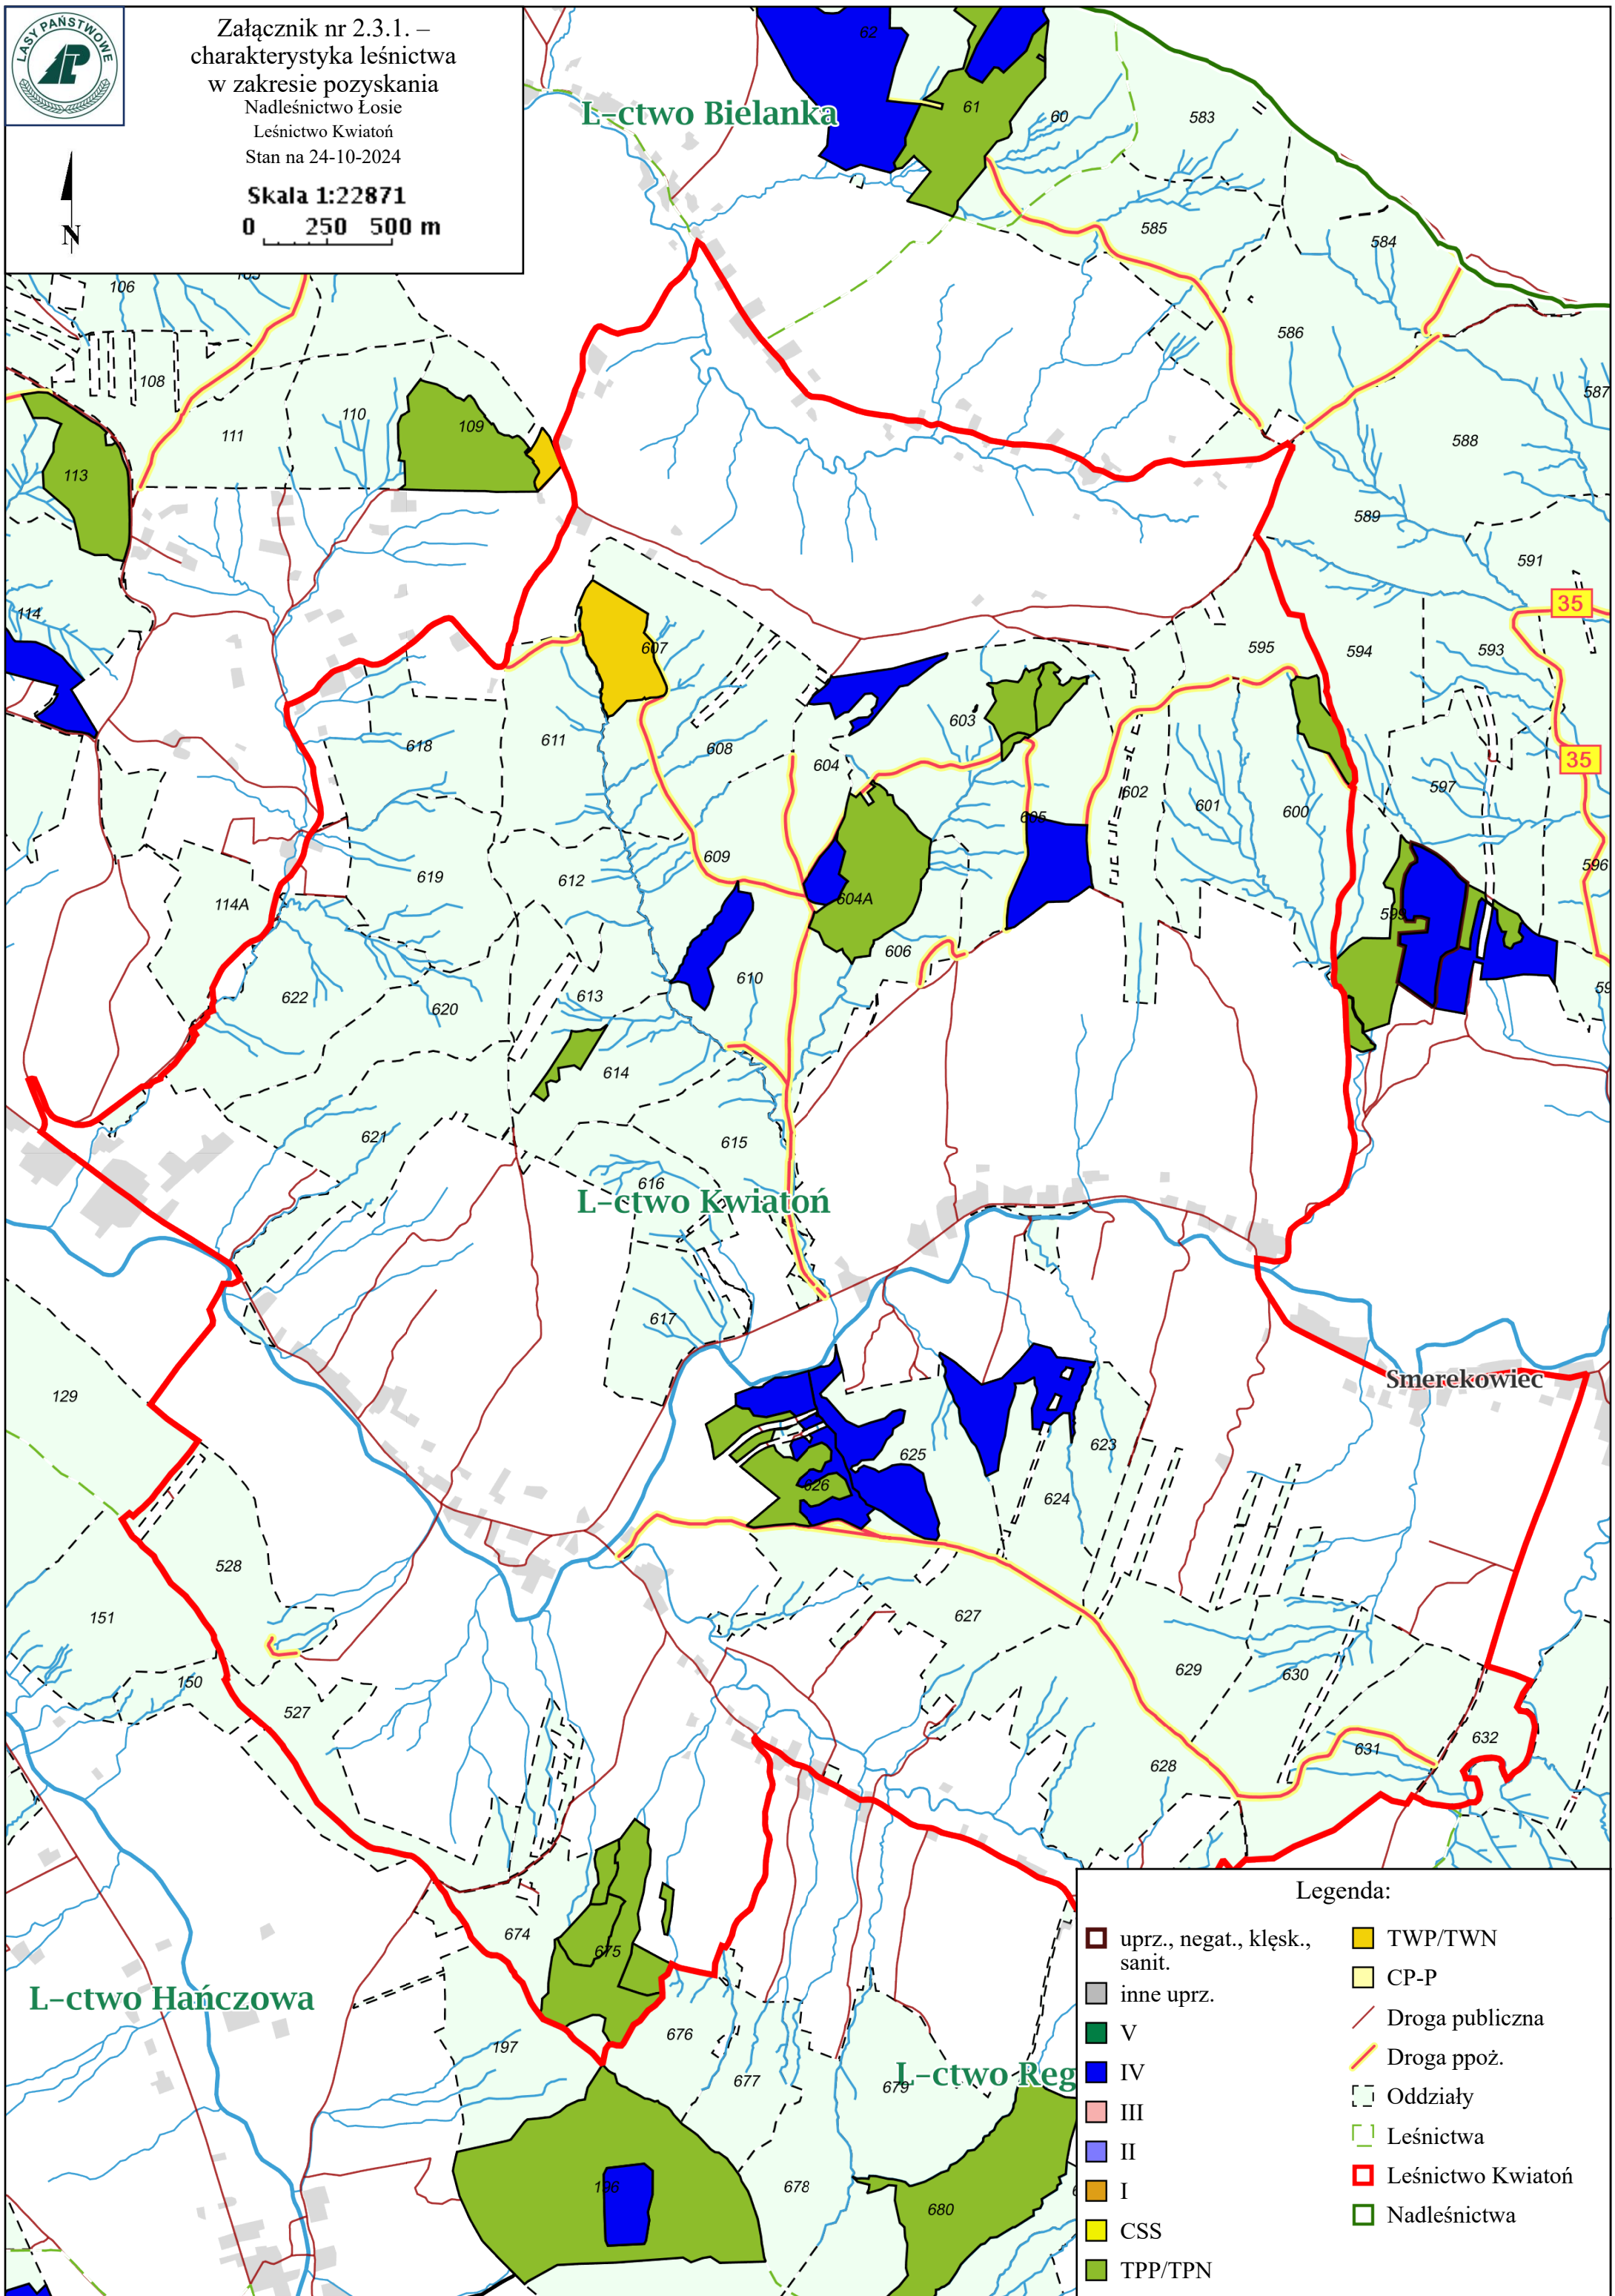 LASY PAŃSTWOWE
Załącznik nr 2.3.1. –
charakterystyka leśnictwa
w zakresie pozyskania
Nadleśnictwo Łosie
Leśnictwo Kwiatoń
Stan na 24-10-2024
Skala 1:22871
0 250 500 m
N
62
61
60
583
L-ctwo Bielanka
585
584
106
586
108
587
110
109
111
588
113
589
591
35
114
607
595
594
593
611
618
608
603
604
35
597
602
601
600
605
596
609
619
612
604A
114A
599
606
610
613
622
620
59
614
621
615
616
L-ctwo Kwiatoń
617
Smerekowiec
129
625
623
626
624
528
151
627
629
630
150
527
632
631
628
674
675
L-ctwo Hańczowa
676
197
677
679
L-ctwo Reg
196
678
680
6
Legenda:
uprz., negat., klęsk.,
sanit.
inne uprz.
V
IV
III
II
I
CSS
TPP/TPN
TWP/TWN
CP-P
Droga publiczna
Droga ppoż.
Oddziały
Leśnictwa
Leśnictwo Kwiatoń
Nadleśnictwa